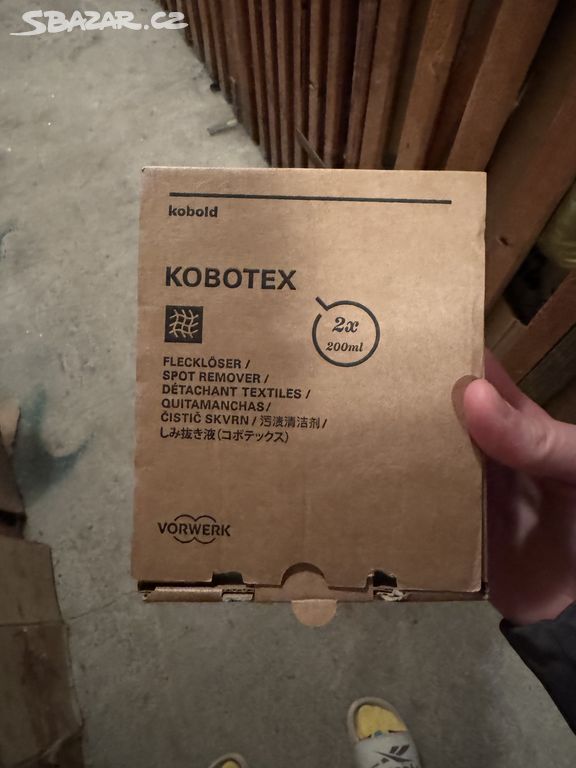 SBAZAR.CZ
kobold
KOBOTEX
2x
200ml
FLECKLÖSER /
SPOT REMOVER /
DÉTACHANT TEXTILES /
QUITAMANCHAS/
ČISTIČ SKVRN / 污渍清洁剂/
しみ抜き液(コボテックス)
VORWERK
Reebok